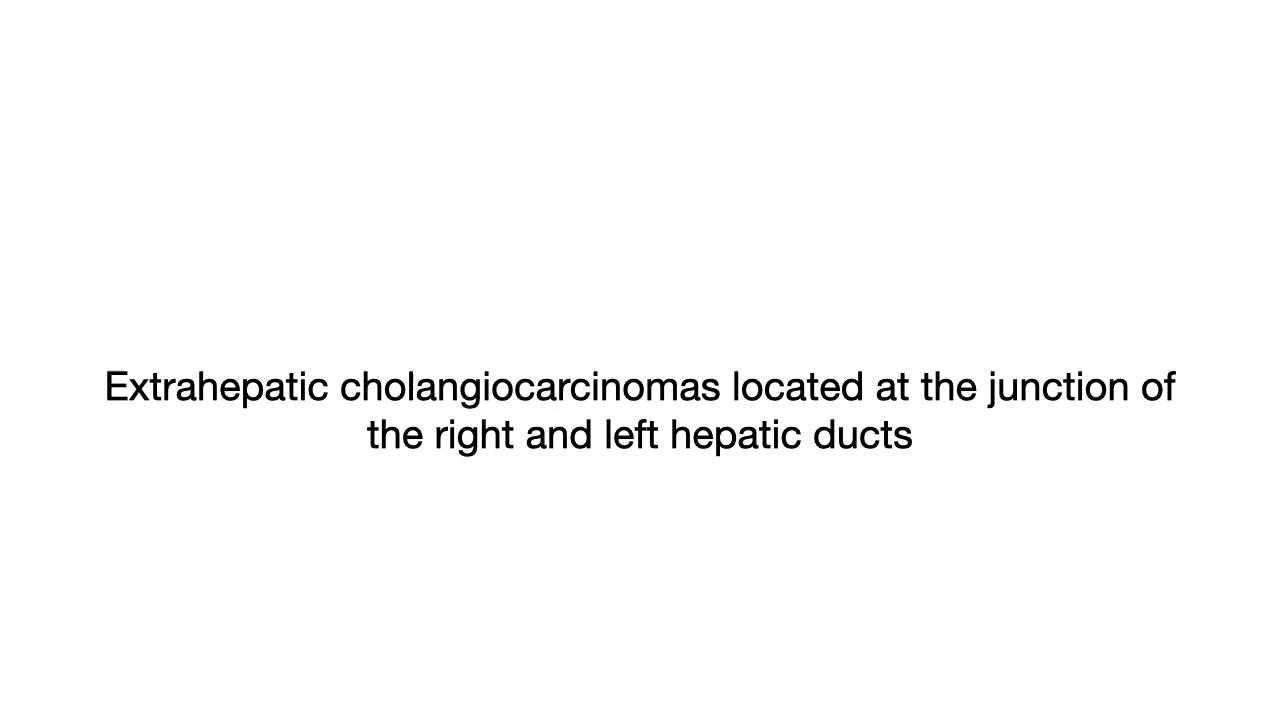 Extrahepatic cholangiocarcinomas located at the junction of
the right and left hepatic ducts